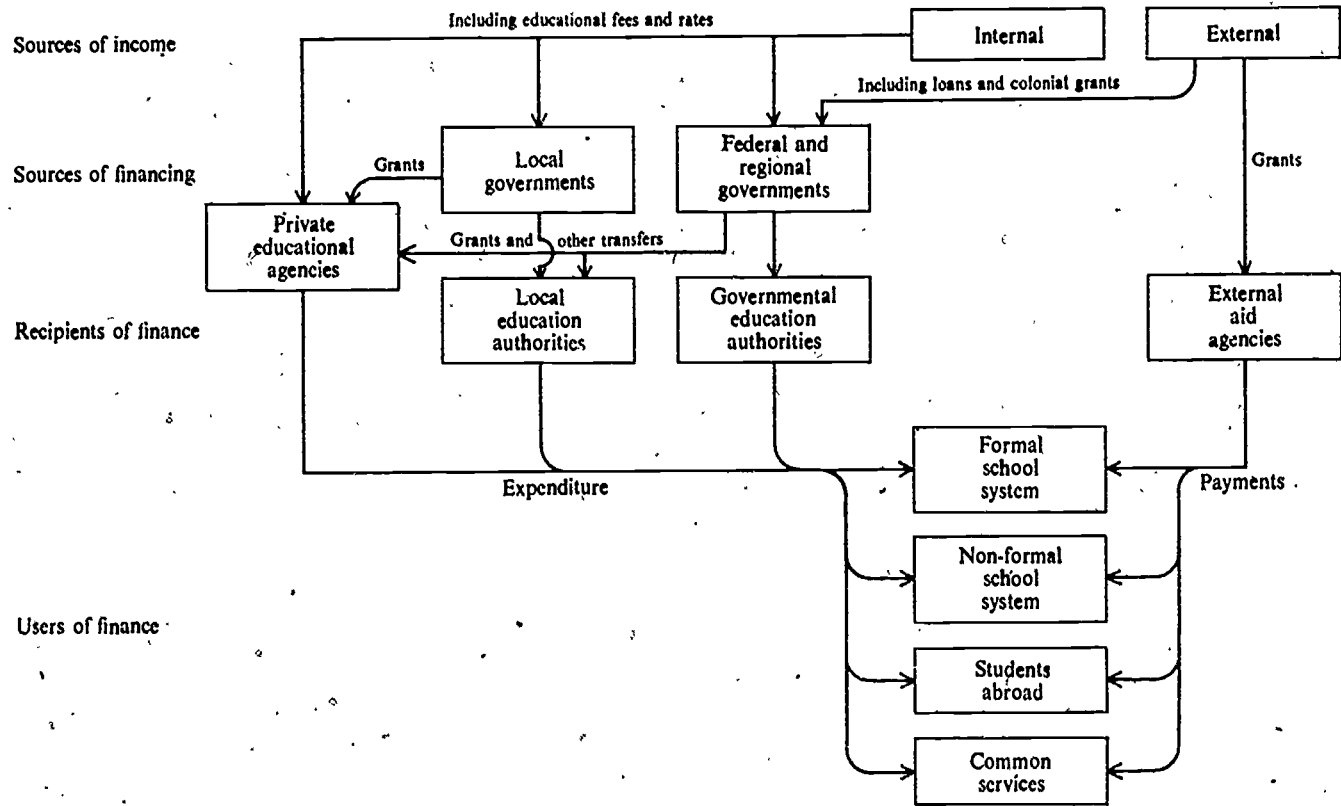 Including educational fees and rates
Sources of income
Internal
External
Including loans and colonial grants
Sources of financing
Grants
Local
governments
Federal and
regional
governments
Grants
Private
educational
agencies
Grants and other transfers
Recipients of finance
Local
education
authorities
Governmental
education
authorities
External
aid
agencies
Formal
school
system
Expenditure
Payments
Non-formal
school
system
Users of finance
Students
abroad
Common
services